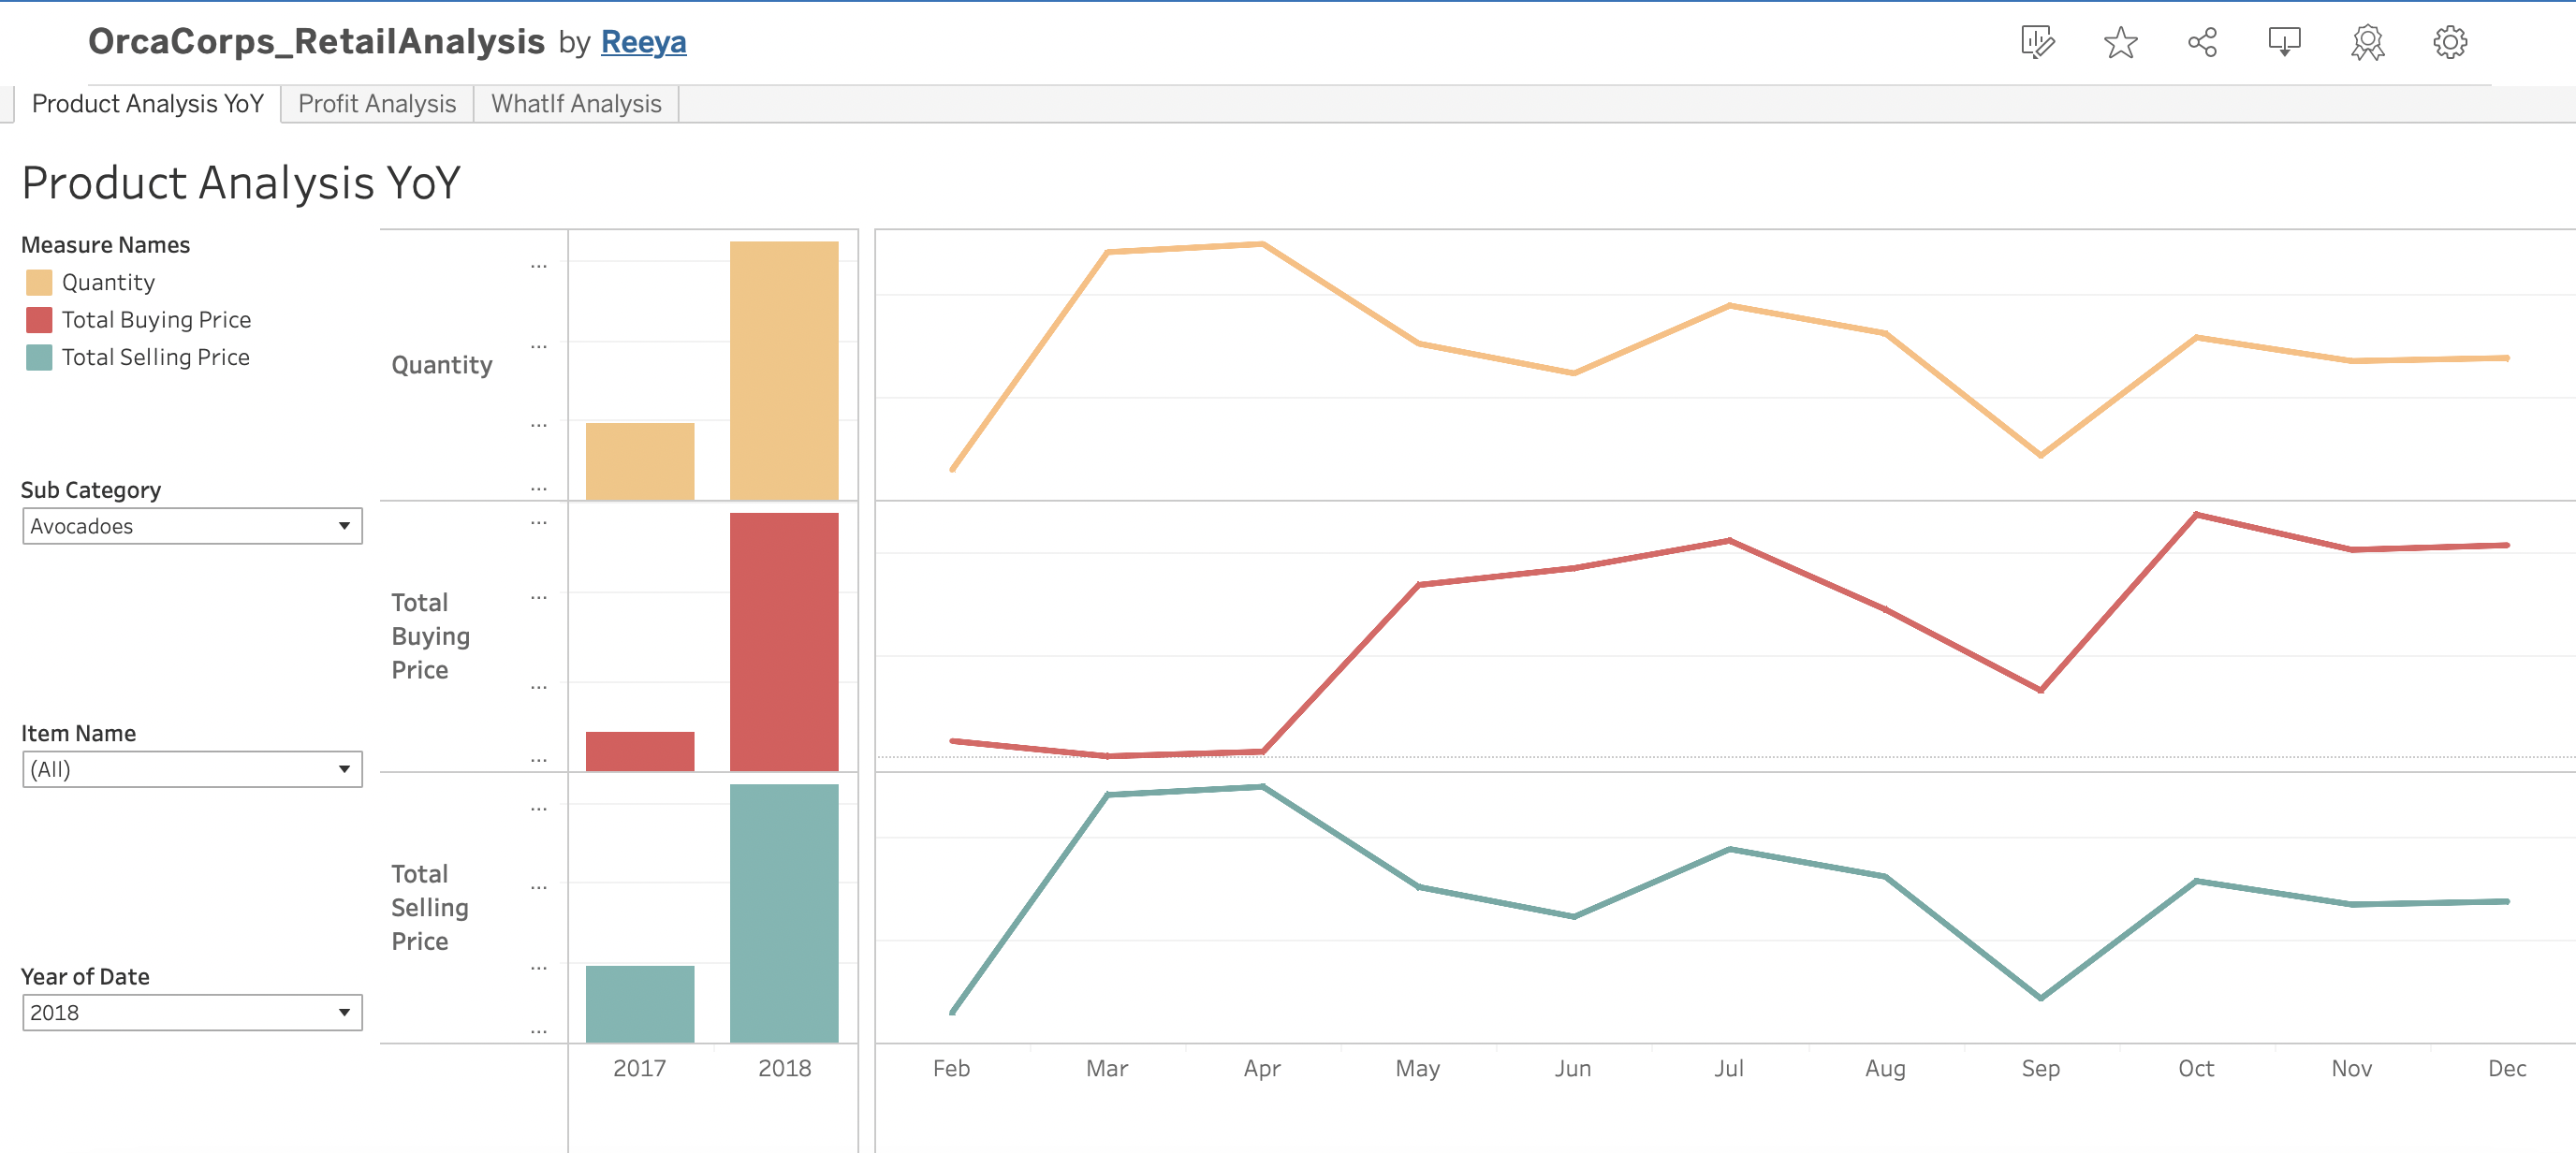 OrcaCorps_RetailAnalysis by Reeya
Product Analysis YoY
Profit Analysis
WhatIf Analysis
Product Analysis YoY
Measure Names
Quantity
Total Buying Price
Total Selling Price
Sub Category
Avocadoes
Item Name
(All)
Year of Date
2018
Quantity
...
...
...
...
Total
Buying
Price
...
...
...
...
Total
Selling
Price
...
...
...
...
2017 2018
Feb Mar Apr May Jun Jul Aug Sep Oct Nov Dec